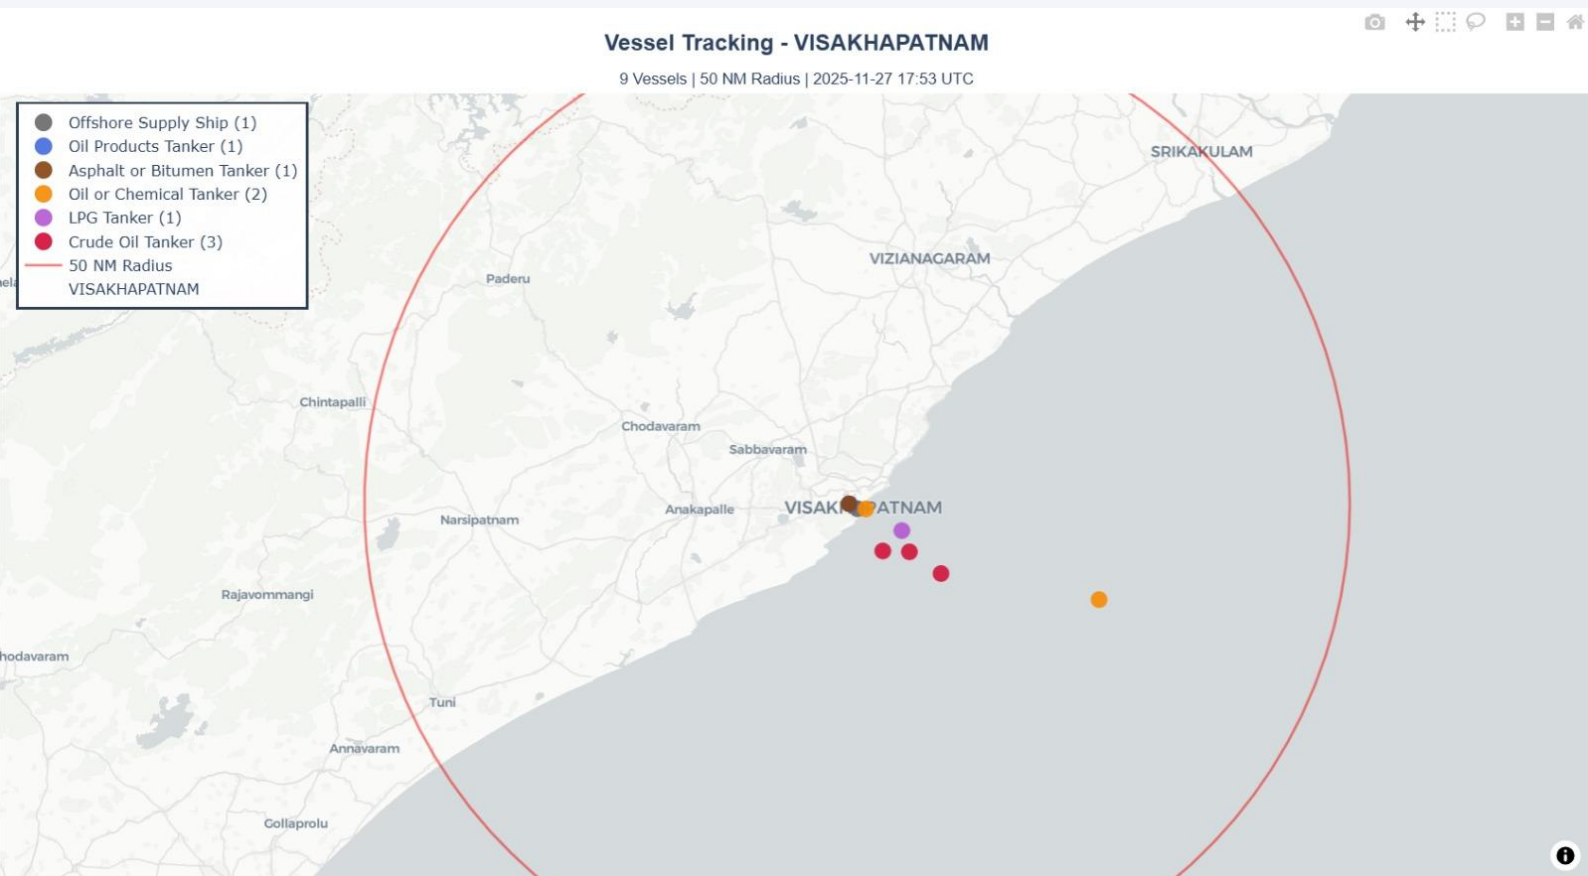 Vessel Tracking - VISAKHAPATNAM
9 Vessels | 50 NM Radius | 2025-11-27 17:53 UTC
Offshore Supply Ship (1)
Oil Products Tanker (1)
Asphalt or Bitumen Tanker (1)
Oil or Chemical Tanker (2)
LPG Tanker (1)
Crude Oil Tanker (3)
50 NM Radius
VISAKHAPATNAM
SRIKAKULAM
VIZIANAGARAM
Paderu
Chintapalli
Chodavaram
Sabbavaram
VISAKH PATNAM
Anakapalle
Narsipatnam
Rajavommangi
hodavaram
Tuni
Annavaram
Gollaprolu